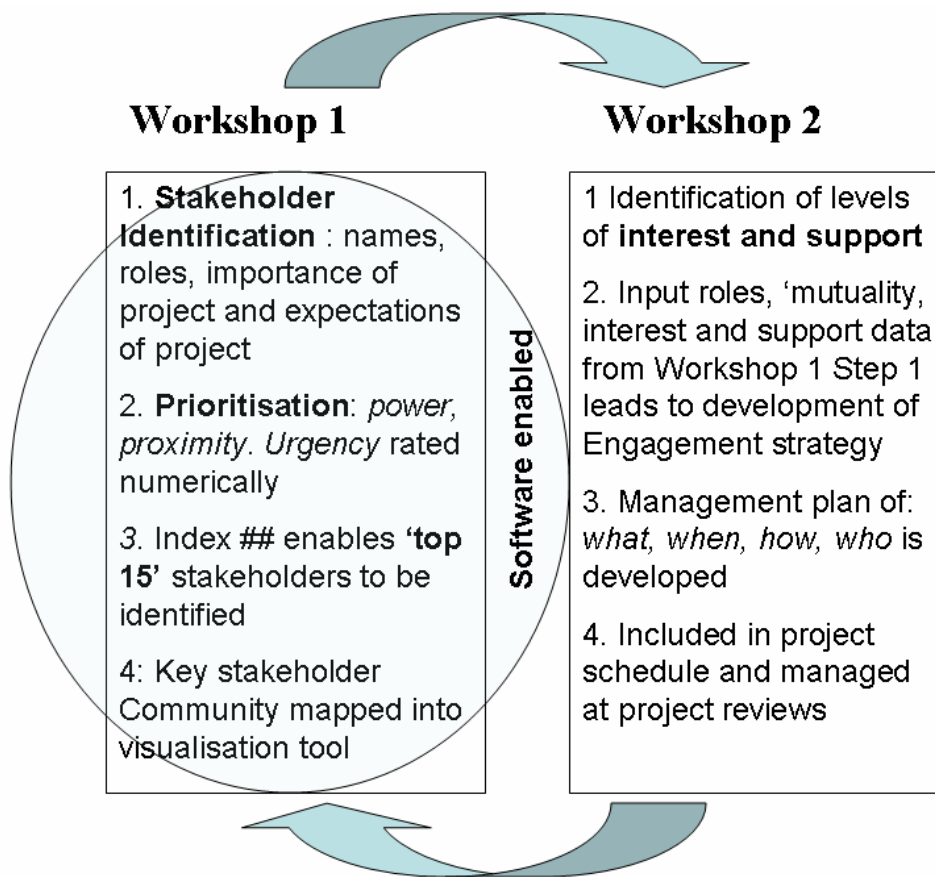 Workshop 1
1. Stakeholder
Identification : names,
roles, importance of
project and expectations
of project
2. Prioritisation: power,
proximity. Urgency rated
numerically
3. Index ## enables ‘top
15’ stakeholders to be
identified
4: Key stakeholder
Community mapped into
visualisation tool
Software enabled
Workshop 2
1 Identification of levels
of interest and support
2. Input roles, ‘mutuality,
interest and support data
from Workshop 1 Step 1
leads to development of
Engagement strategy
3. Management plan of:
what, when, how, who is
developed
4. Included in project
schedule and managed
at project reviews